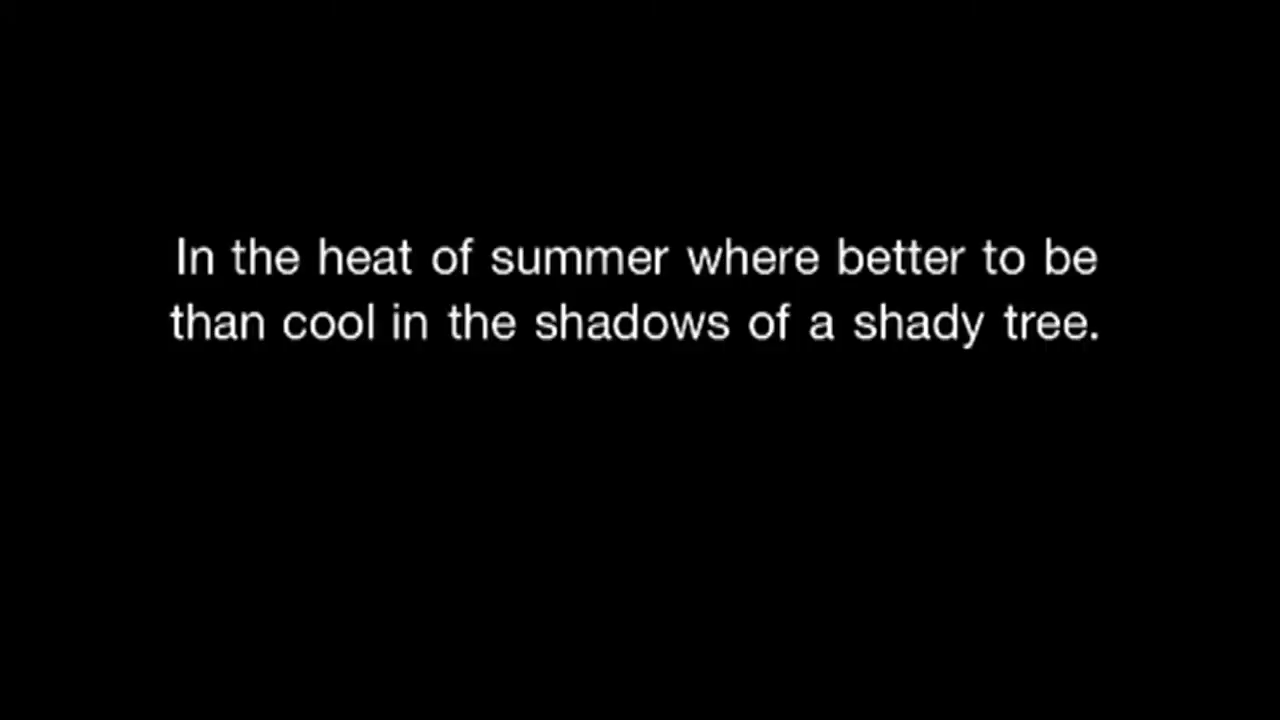 In the heat of summer where better to be
than cool in the shadows of a shady tree.